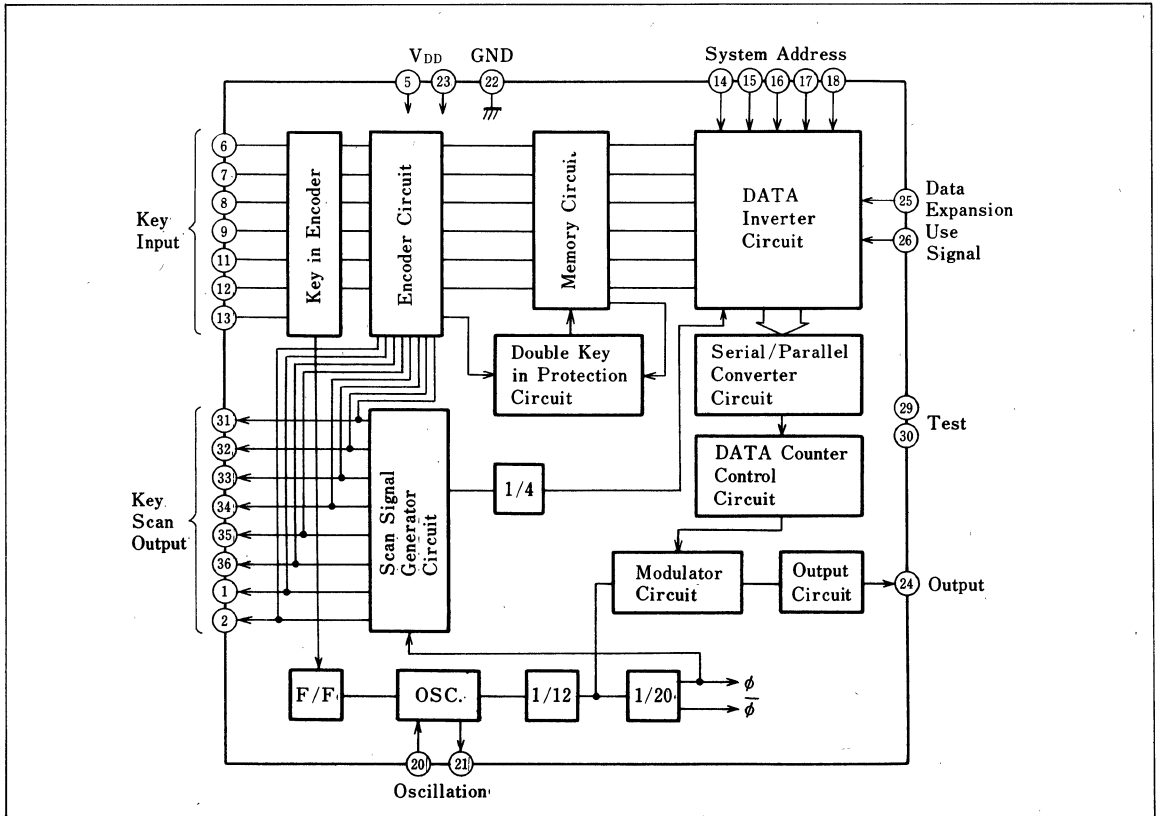 VDD GND System Address
5 23 22 14 15 16 17 18
Key Input
6
7
8
9
11
12
13
Key in Encoder
Encoder Circuit
Memory Circuit
DATA
Inverter
Circuit
25 Data
Expansion
26 Use
Signal
Double Key
in Protection
Circuit
Serial/Parallel
Converter
Circuit
29
30
Test
Key
Scan
Output
31
32
33
34
35
36
1
2
Scan Signal
Generator
Circuit
1/4
DATA Counter
Control
Circuit
Modulator
Circuit
Output
Circuit
24 Output
F/F
OSC.
1/12
1/20
ϕ
ϕ̅
20 21
Oscillation